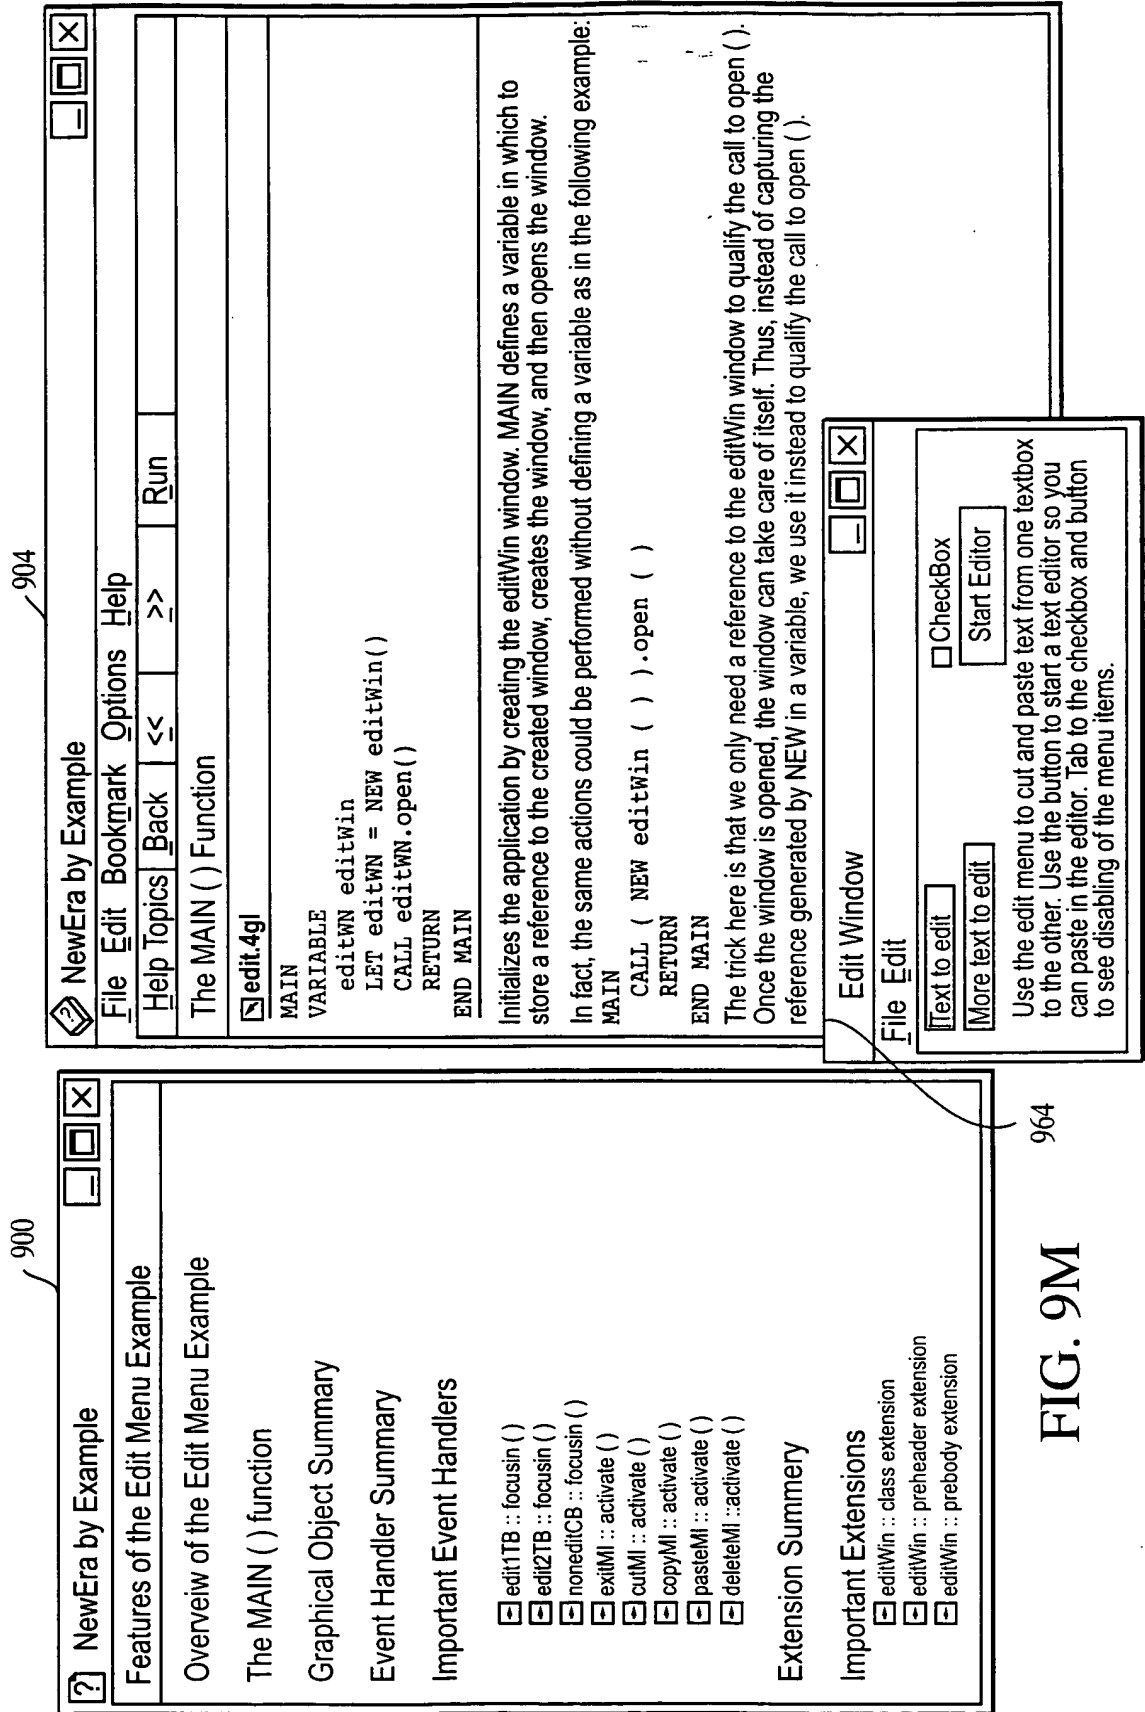 900
NewEra by Example
Features of the Edit Menu Example
Overveiw of the Edit Menu Example
The MAIN ( ) function
Graphical Object Summary
Event Handler Summary
Important Event Handlers
edit1TB :: focusin ( )
edit2TB :: focusin ( )
noneditCB :: focusin ( )
exitMI :: activate ( )
cutMI :: activate ( )
copyMI :: activate ( )
pasteMI :: activate ( )
deleteMI ::activate ( )
Extension Summery
Important Extensions
editWin :: class extension
editWin :: preheader extension
editWin :: prebody extension
904
NewEra by Example
File Edit Bookmark Options Help
Help Topics Back << >> Run
The MAIN ( ) Function
edit.4gl
MAIN
VARIABLE
editWN editWin
LET editWN = NEW editWin()
CALL editWN.open()
RETURN
END MAIN
Initializes the application by creating the editWin window. MAIN defines a variable in which to
store a reference to the created window, creates the window, and then opens the window.
In fact, the same actions could be performed without defining a variable as in the following example:
MAIN
CALL ( NEW editWin ( ) ).open ( )
RETURN
END MAIN
The trick here is that we only need a reference to the editWin window to qualify the call to open ( ).
Once the window is opened, the window can take care of itself. Thus, instead of capturing the
reference generated by NEW in a variable, we use it instead to qualify the call to open ( ).
964
Edit Window
File Edit
Text to edit
CheckBox
More text to edit
Start Editor
Use the edit menu to cut and paste text from one textbox
to the other. Use the button to start a text editor so you
can paste in the editor. Tab to the checkbox and button
to see disabling of the menu items.
FIG. 9M